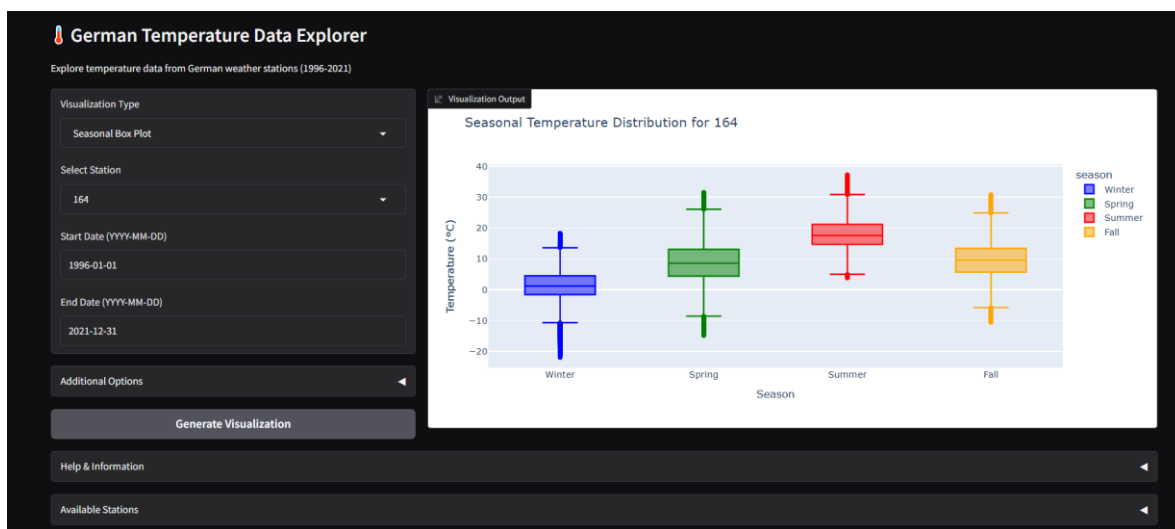 German Temperature Data Explorer
Explore temperature data from German weather stations (1996-2021)
Visualization Type
Seasonal Box Plot
Select Station
164
Start Date (YYYY-MM-DD)
1996-01-01
End Date (YYYY-MM-DD)
2021-12-31
Additional Options
Generate Visualization
Visualization Output
Seasonal Temperature Distribution for 164
Temperature (°C)
40
30
20
10
0
−10
−20
Winter
Spring
Summer
Fall
Season
season
Winter
Spring
Summer
Fall
Help & Information
Available Stations